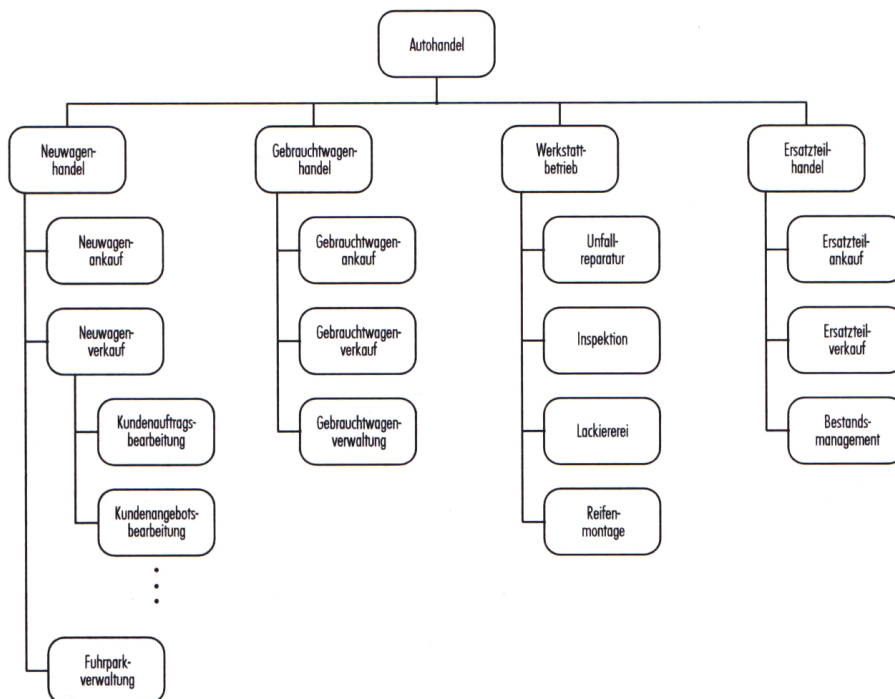 Autohandel
Neuwagen-
handel
Gebrauchtwagen-
handel
Werkstatt-
betrieb
Ersatzteil-
handel
Neuwagen-
ankauf
Neuwagen-
verkauf
Kundenauftrags-
bearbeitung
Kundenangebots-
bearbeitung
Fuhrpark-
verwaltung
Gebrauchtwagen-
ankauf
Gebrauchtwagen-
verkauf
Gebrauchtwagen-
verwaltung
Unfall-
reparatur
Inspektion
Lackiererei
Reifen-
montage
Ersatzteil-
ankauf
Ersatzteil-
verkauf
Bestands-
management